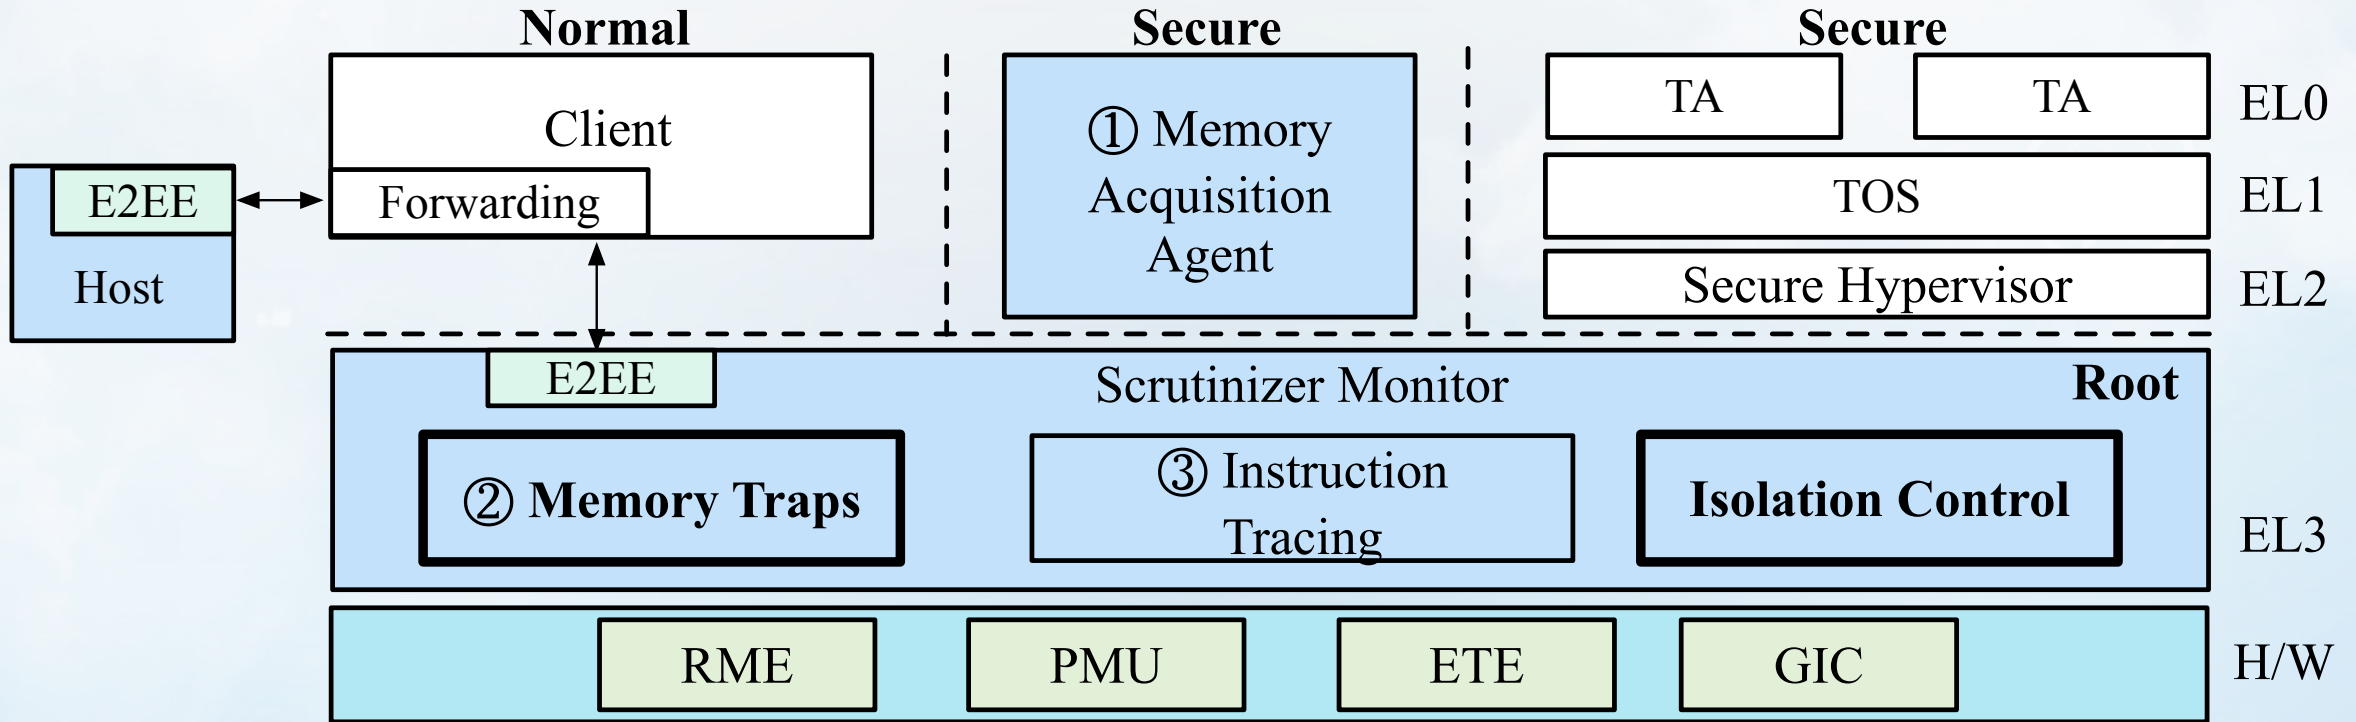 Normal
Secure
Secure
Client
Forwarding
E2EE
Host
① Memory
Acquisition
Agent
TA
TA
EL0
TOS
EL1
Secure Hypervisor
EL2
E2EE
Scrutinizer Monitor
Root
② Memory Traps
③ Instruction
Tracing
Isolation Control
EL3
RME
PMU
ETE
GIC
H/W